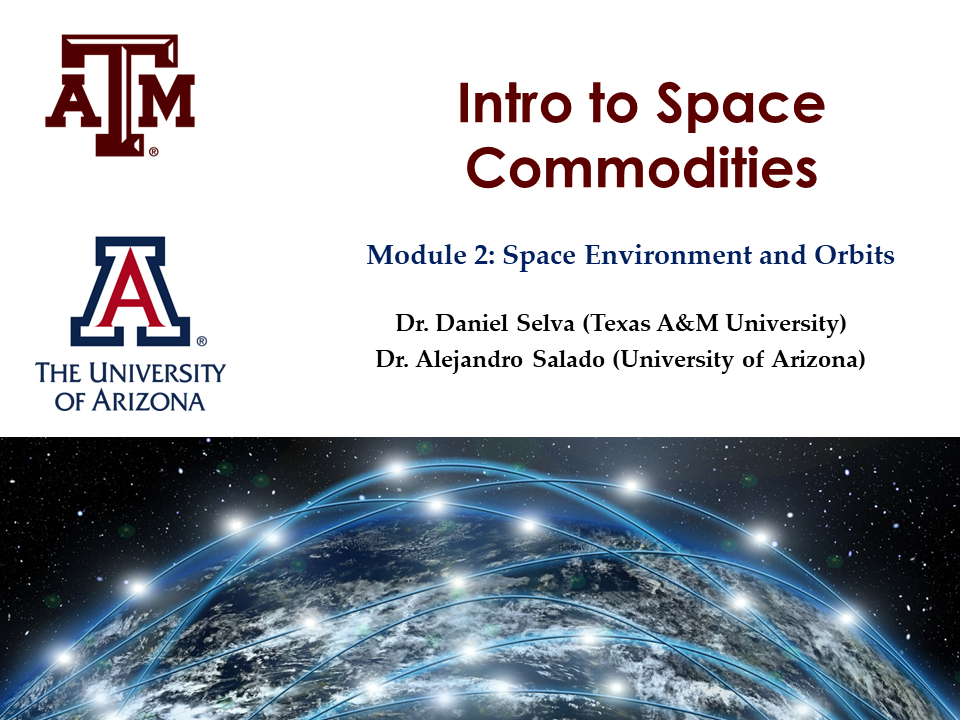 ATM
®
Intro to Space
Commodities
A
®
THE UNIVERSITY
OF ARIZONA
Module 2: Space Environment and Orbits
Dr. Daniel Selva (Texas A&M University)
Dr. Alejandro Salado (University of Arizona)